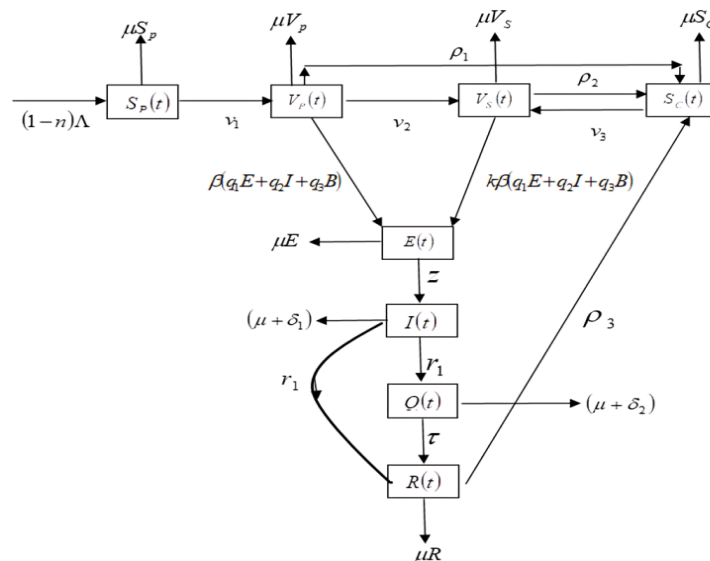 μS_p μV_p μV_S μS_c
ρ_1
S_P(t) V_P(t) V_S(t) ρ_2 S_C(t)
(1−n)Λ ν_1 ν_2 ν_3
β(q_1E+q_2I+q_3B) kβ(q_1E+q_2I+q_3B)
μE E(t)
z
(μ+δ_1) I(t) ρ_3
r_1 r_1
Q(t) (μ+δ_2)
τ
R(t)
μR